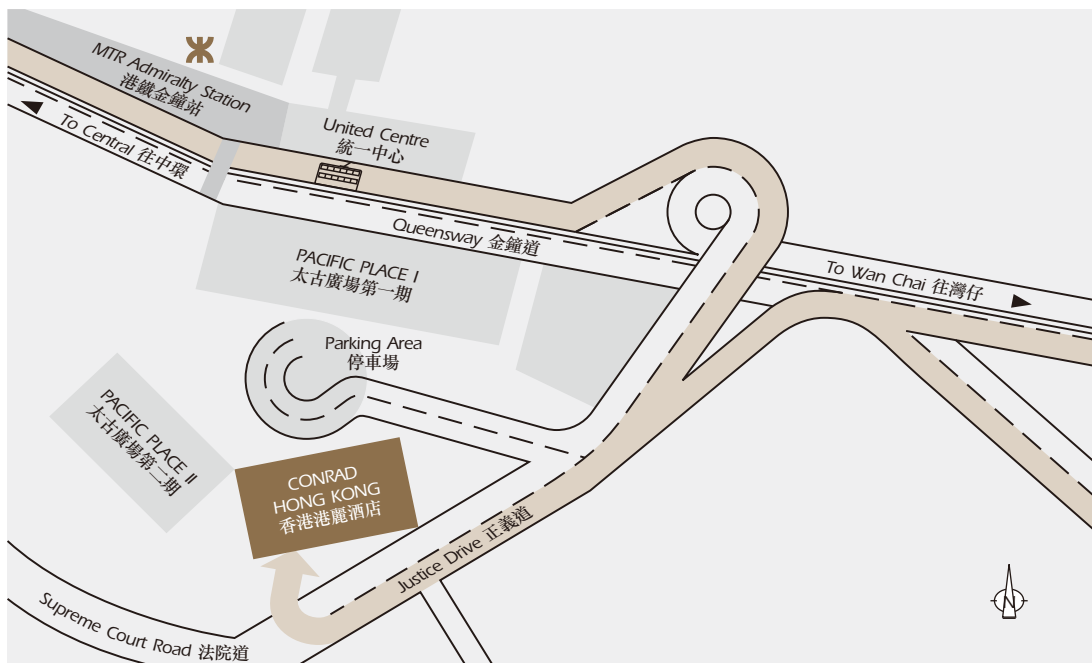 MTR Admiralty Station
港鐵金鐘站
To Central 往中環
United Centre
統一中心
Queensway 金鐘道
To Wan Chai 往灣仔
PACIFIC PLACE I
太古廣場第一期
Parking Area
停車場
PACIFIC PLACE II
太古廣場第二期
CONRAD
HONG KONG
香港港麗酒店
Justice Drive 正義道
Supreme Court Road 法院道
N